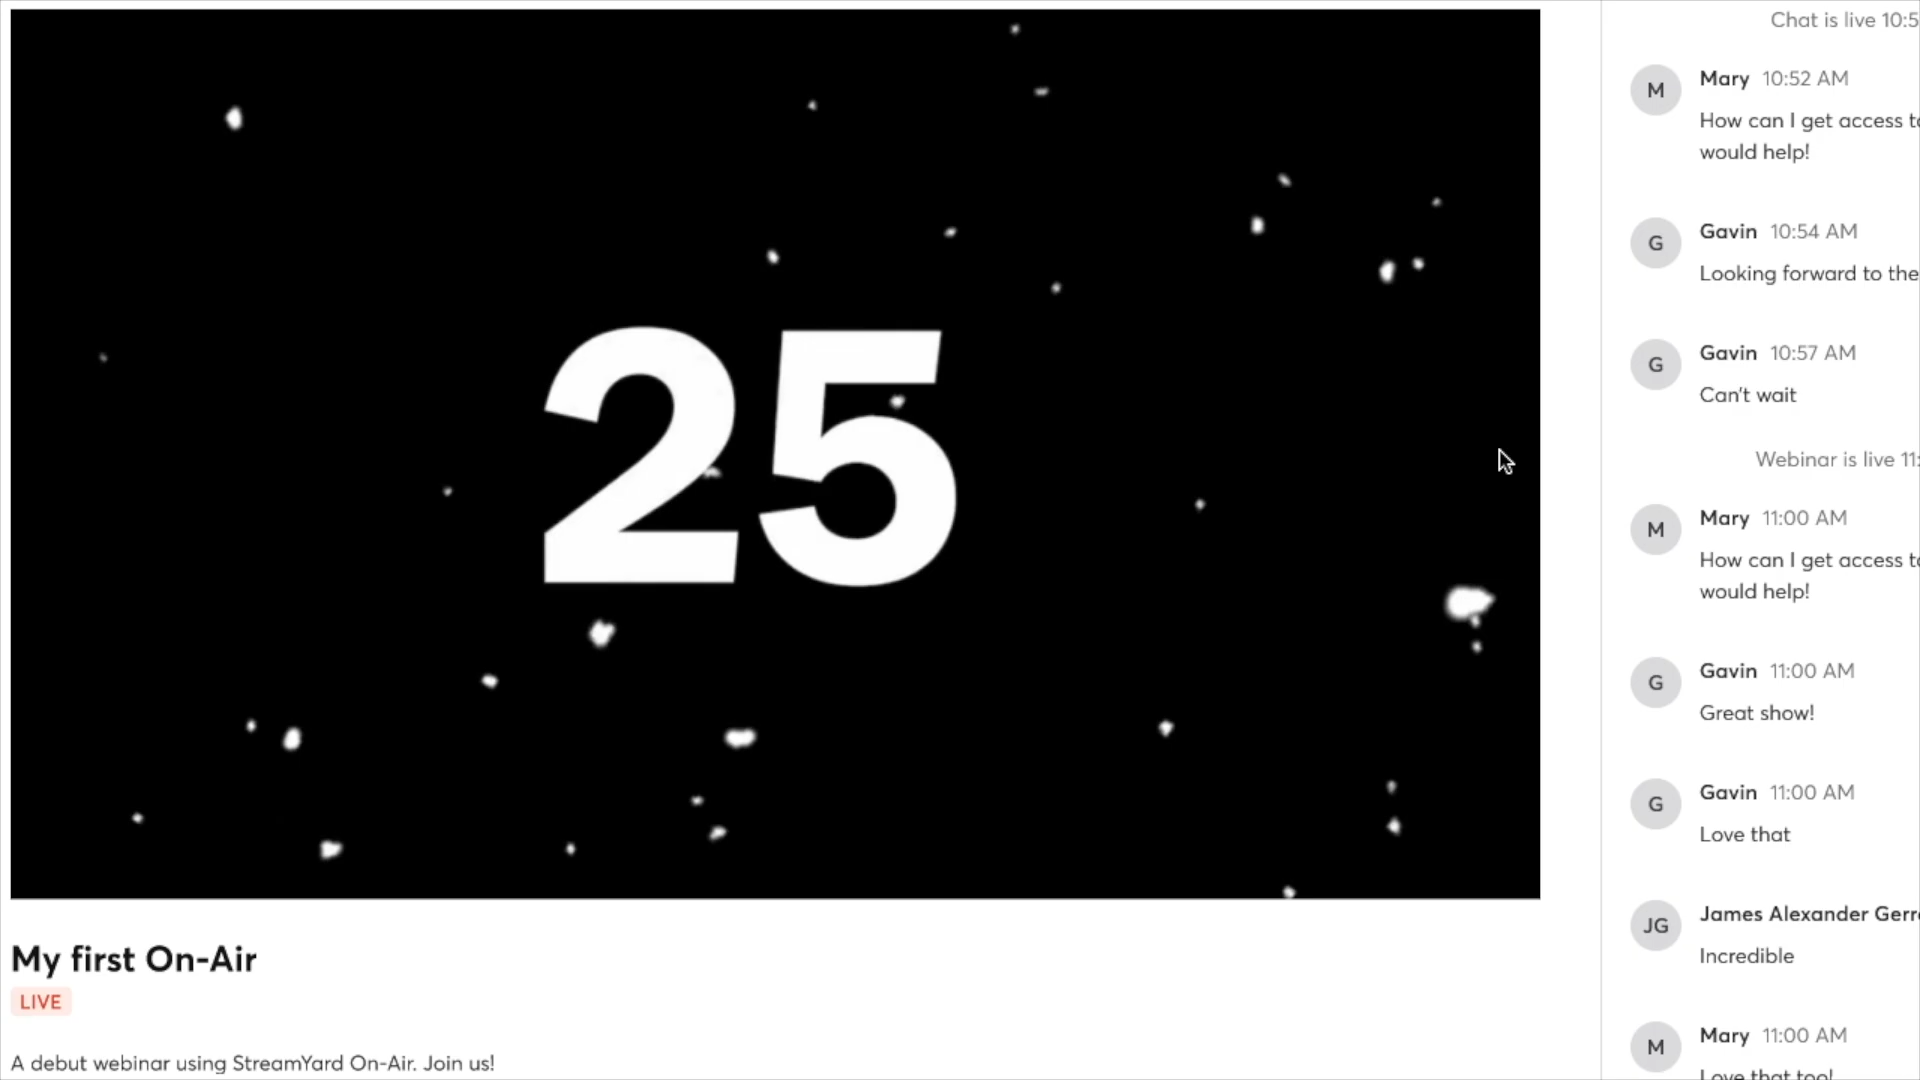 25
My first On-Air
LIVE
A debut webinar using StreamYard On-Air. Join us!
Chat is live 10:5
M
Mary 10:52 AM
How can I get access
would help!
G
Gavin 10:54 AM
Looking forward to the
G
Gavin 10:57 AM
Can't wait
Webinar is live 11:
M
Mary 11:00 AM
How can I get access
would help!
G
Gavin 11:00 AM
Great show!
G
Gavin 11:00 AM
Love that
JG
James Alexander
Incredible
M
Mary 11:00 AM
Love that too!